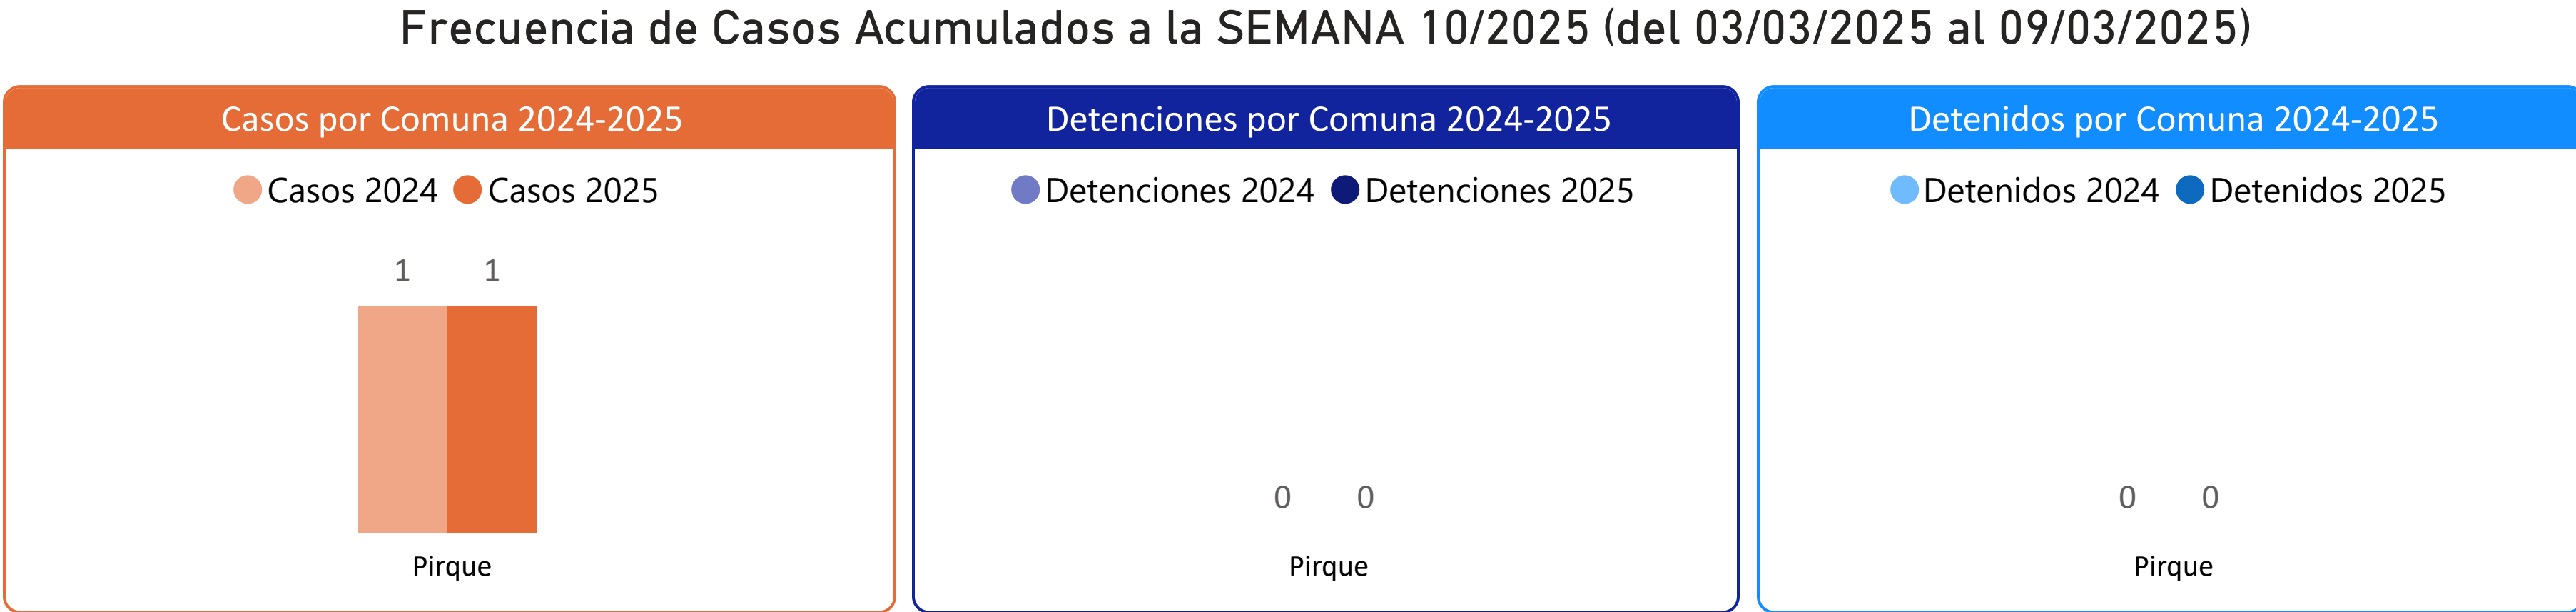 Frecuencia de Casos Acumulados a la SEMANA 10/2025 (del 03/03/2025 al 09/03/2025)
Casos por Comuna 2024-2025
Casos 2024 Casos 2025
1 1
Pirque
Detenciones por Comuna 2024-2025
Detenciones 2024 Detenciones 2025
0 0
Pirque
Detenidos por Comuna 2024-2025
Detenidos 2024 Detenidos 2025
0 0
Pirque